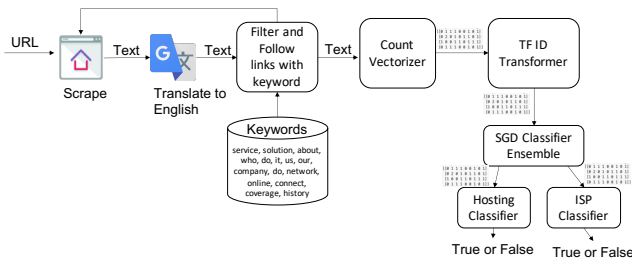 URL
Scrape
Text
G
Translate to
English
Text
Filter and
Follow
links with
keyword
Keywords
service, solution, about,
who, do, it, us, our,
company, do, network,
online, connect,
coverage, history
Text
Count
Vectorizer
TF ID
Transformer
SGD Classifier
Ensemble
Hosting
Classifier
True or False
ISP
Classifier
True or False